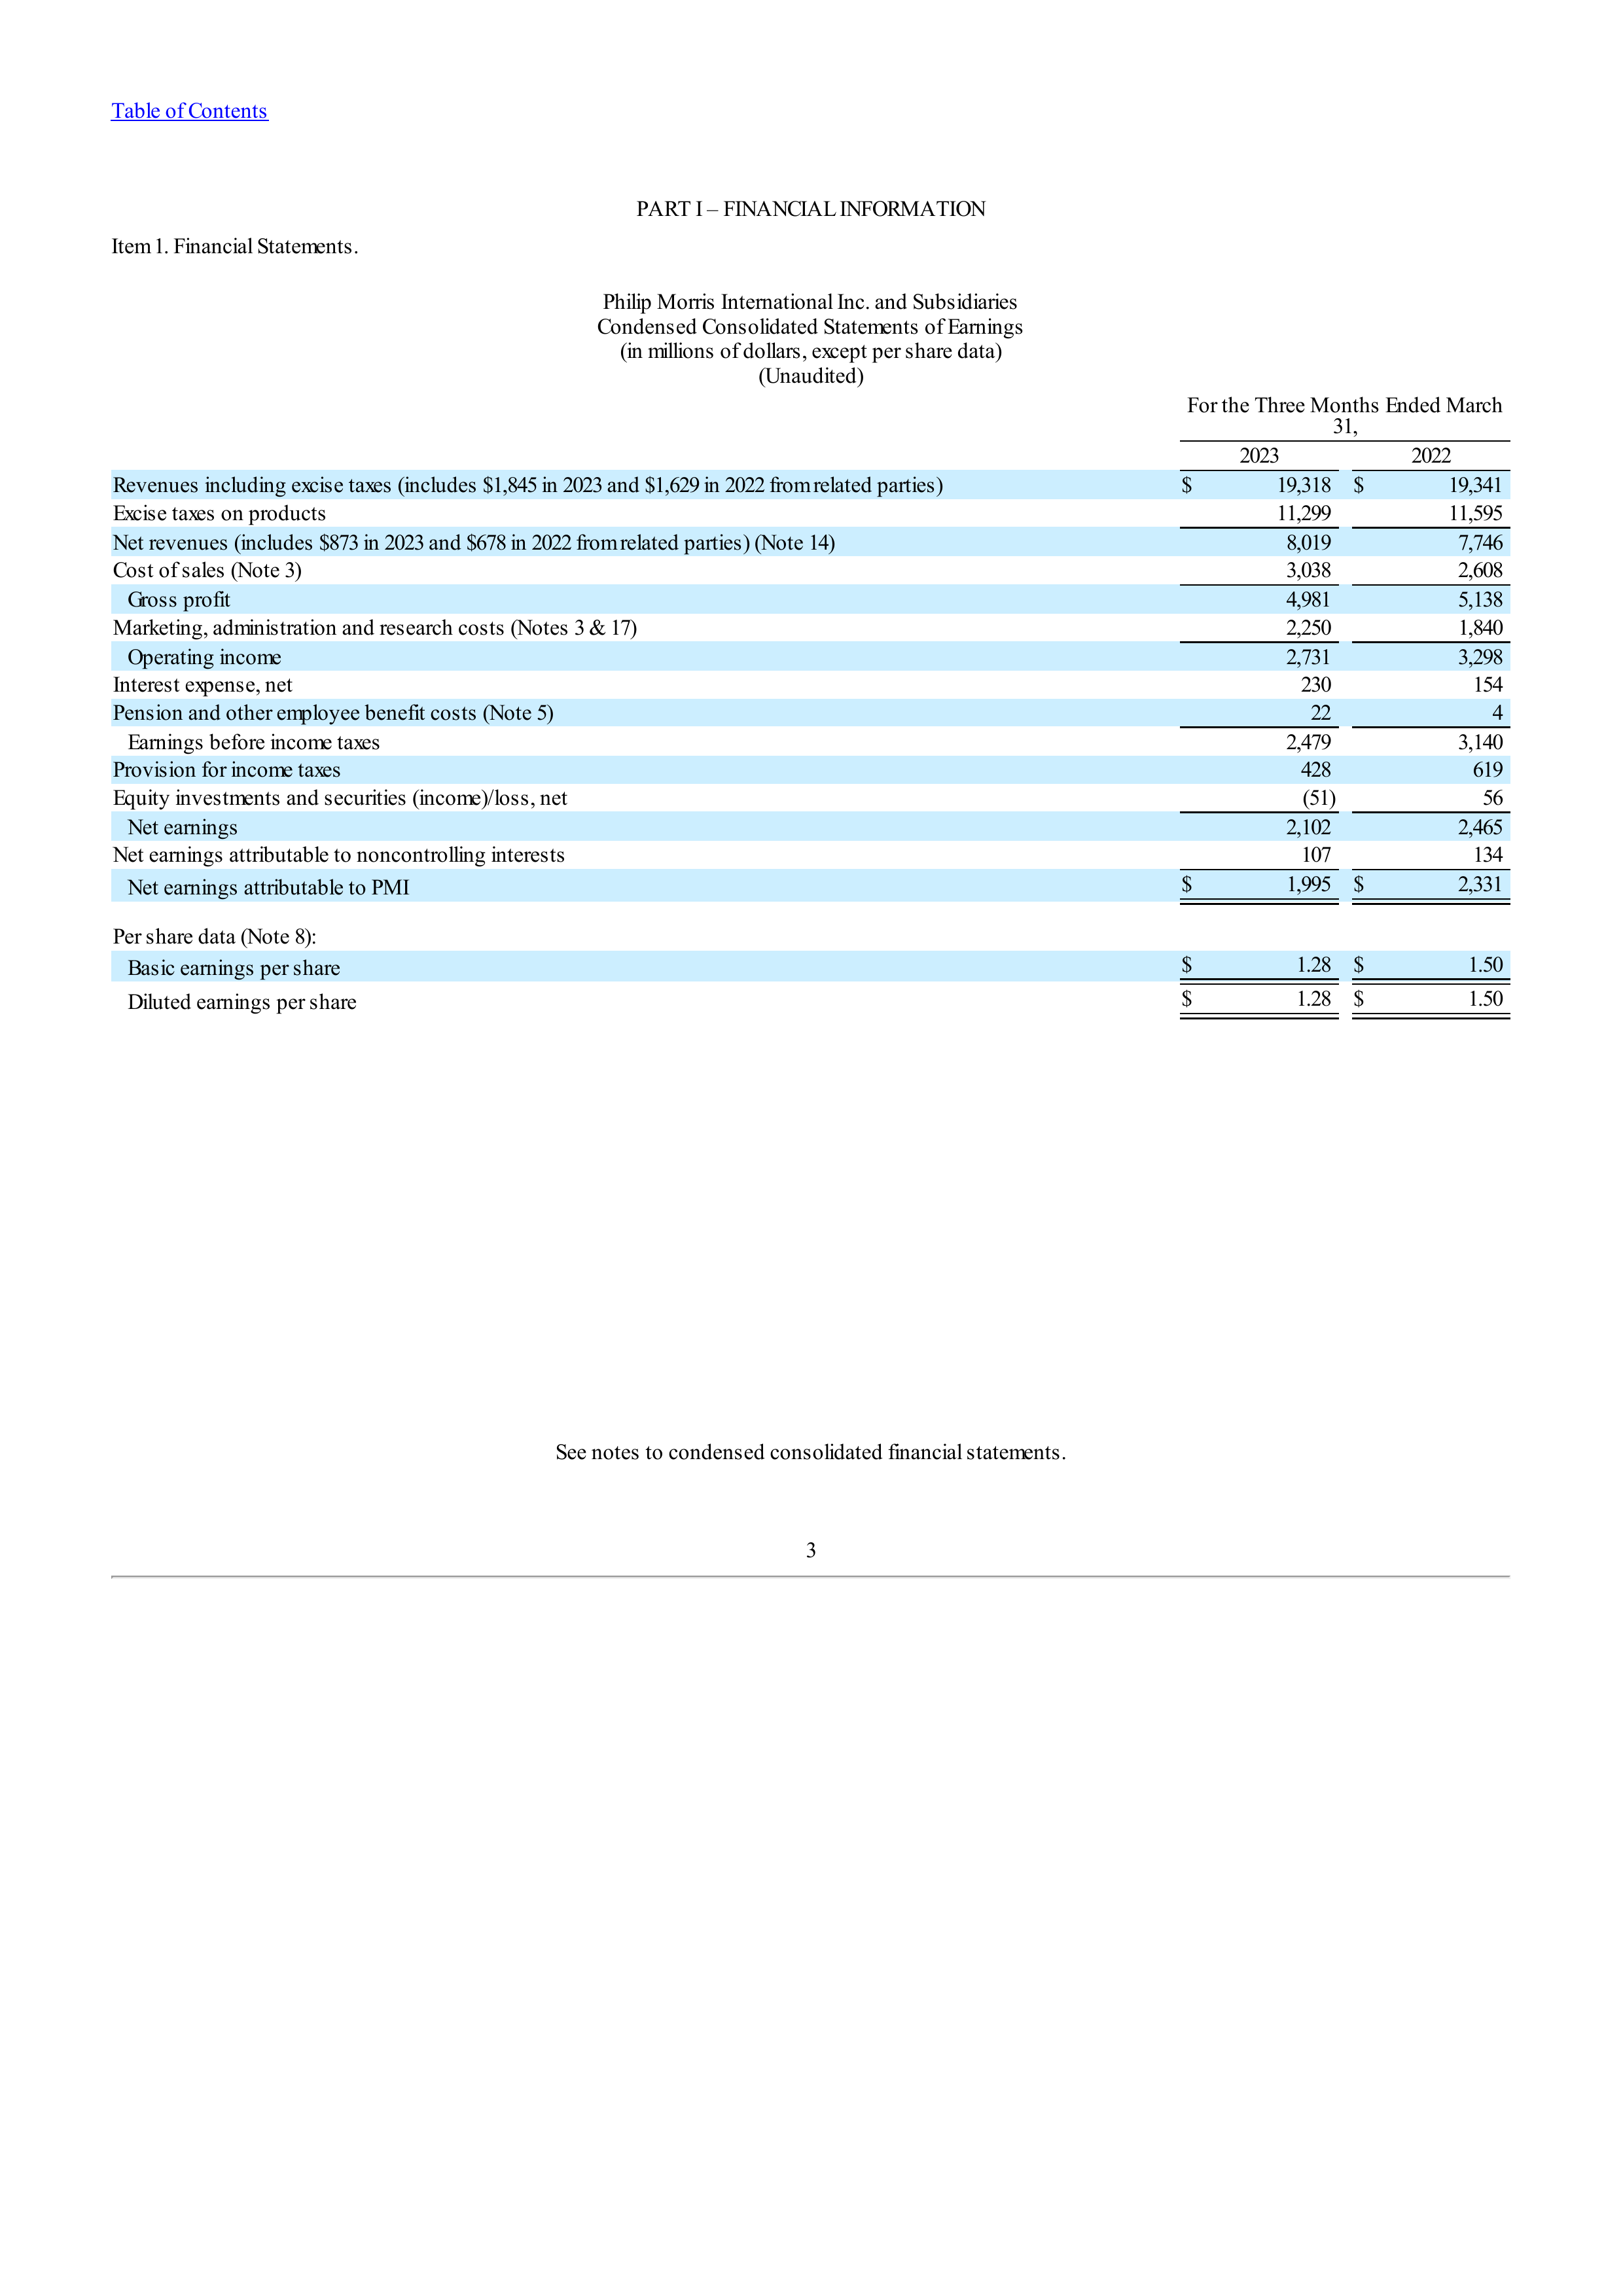 Table of Contents
PART I – FINANCIAL INFORMATION
Item 1. Financial Statements.
Philip Morris International Inc. and Subsidiaries
Condensed Consolidated Statements of Earnings
(in millions of dollars, except per share data)
(Unaudited)
For the Three Months Ended March
31,
2023 2022
Revenues including excise taxes (includes $1,845 in 2023 and $1,629 in 2022 from related parties) $ 19,318 $ 19,341
Excise taxes on products 11,299 11,595
Net revenues (includes $873 in 2023 and $678 in 2022 from related parties) (Note 14) 8,019 7,746
Cost of sales (Note 3) 3,038 2,608
Gross profit 4,981 5,138
Marketing, administration and research costs (Notes 3 & 17) 2,250 1,840
Operating income 2,731 3,298
Interest expense, net 230 154
Pension and other employee benefit costs (Note 5) 22 4
Earnings before income taxes 2,479 3,140
Provision for income taxes 428 619
Equity investments and securities (income)/loss, net (51) 56
Net earnings 2,102 2,465
Net earnings attributable to noncontrolling interests 107 134
Net earnings attributable to PMI $ 1,995 $ 2,331
Per share data (Note 8):
Basic earnings per share $ 1.28 $ 1.50
Diluted earnings per share $ 1.28 $ 1.50
See notes to condensed consolidated financial statements.
3